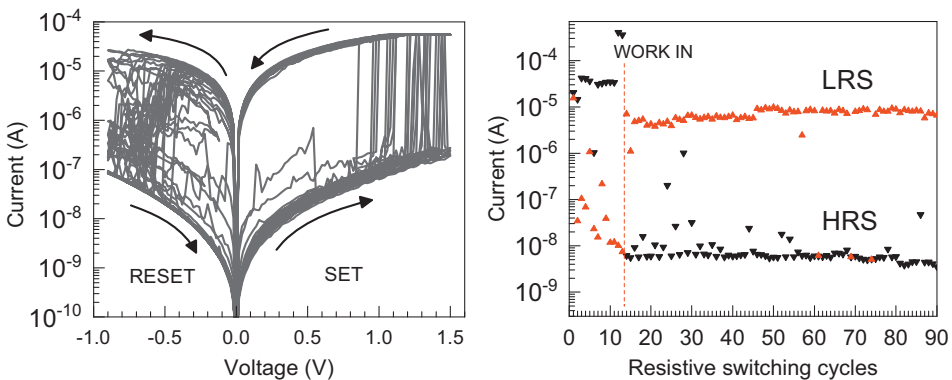 Current (A)
10⁻⁴
10⁻⁵
10⁻⁶
10⁻⁷
10⁻⁸
10⁻⁹
10⁻¹⁰
RESET
SET
-1.0
-0.5
0.0
0.5
1.0
1.5
Voltage (V)
Current (A)
10⁻⁴
10⁻⁵
10⁻⁶
10⁻⁷
10⁻⁸
10⁻⁹
WORK IN
LRS
HRS
0 10 20 30 40 50 60 70 80 90
Resistive switching cycles